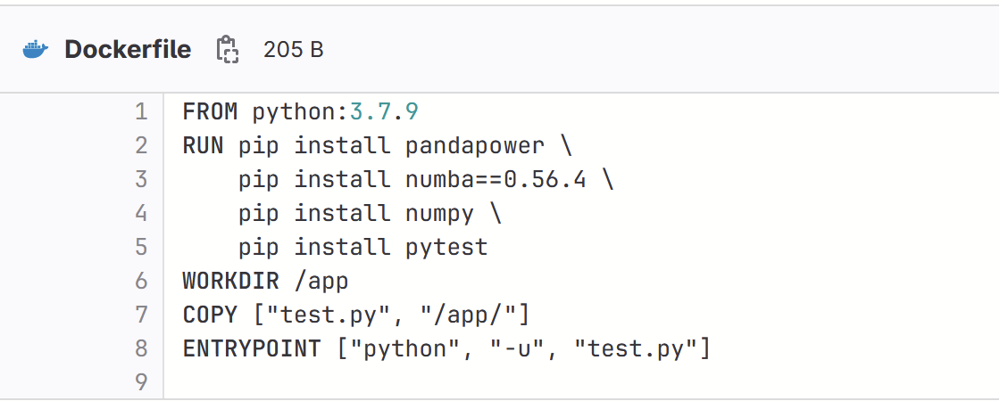 Dockerfile 205 B
1 FROM python:3.7.9
2 RUN pip install pandapower \
3     pip install numba==0.56.4 \
4     pip install numpy \
5     pip install pytest
6 WORKDIR /app
7 COPY ["test.py", "/app/"]
8 ENTRYPOINT ["python", "-u", "test.py"]
9